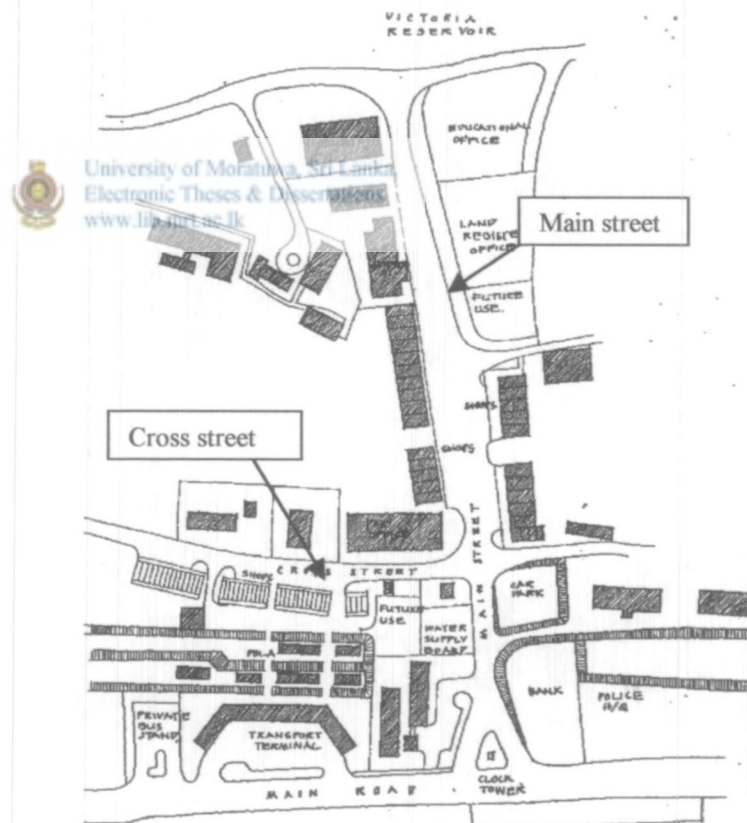 VICTORIA
RESERVOIR
EDUCATIONAL
OFFICE
University of Moratuwa, Sri Lanka
Electronic Theses & Dissertations
www.lib.mrt.ac.lk
LAND
REGISTE
OFFICE
Main street
FUTURE
USE.
SHOPS
SHOPS
Cross street
MAIN STREET
CROSS STREET
SHOPS
CAR
PARK
FUTURE
USE
WATER
SUPPLY
BANK
POLICE
H/Q
PRIVATE
BUS
STAND
TRANSPORT
TERMINAL
CLOCK
TOWER
MAIN ROAD